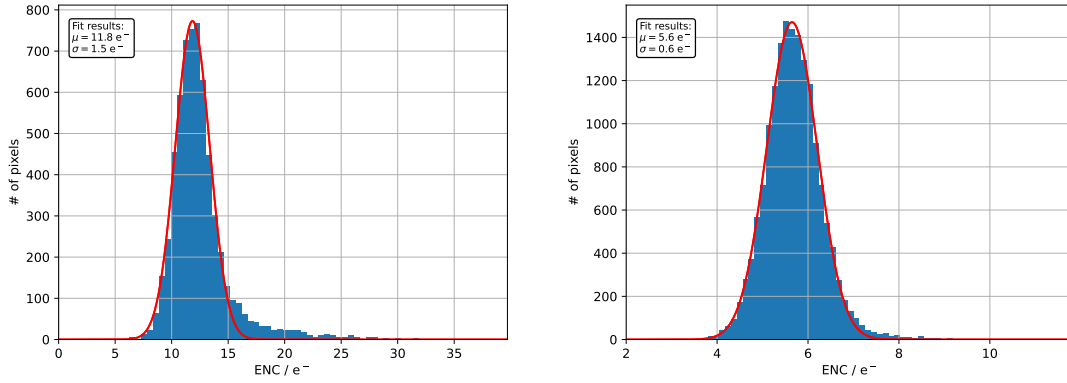 Fit results:
μ = 11.8 e⁻
σ = 1.5 e⁻
800
700
600
500
400
300
200
100
0
# of pixels
0 5 10 15 20 25 30 35
ENC / e⁻
Fit results:
μ = 5.6 e⁻
σ = 0.6 e⁻
1400
1200
1000
800
600
400
200
0
# of pixels
2 4 6 8 10
ENC / e⁻